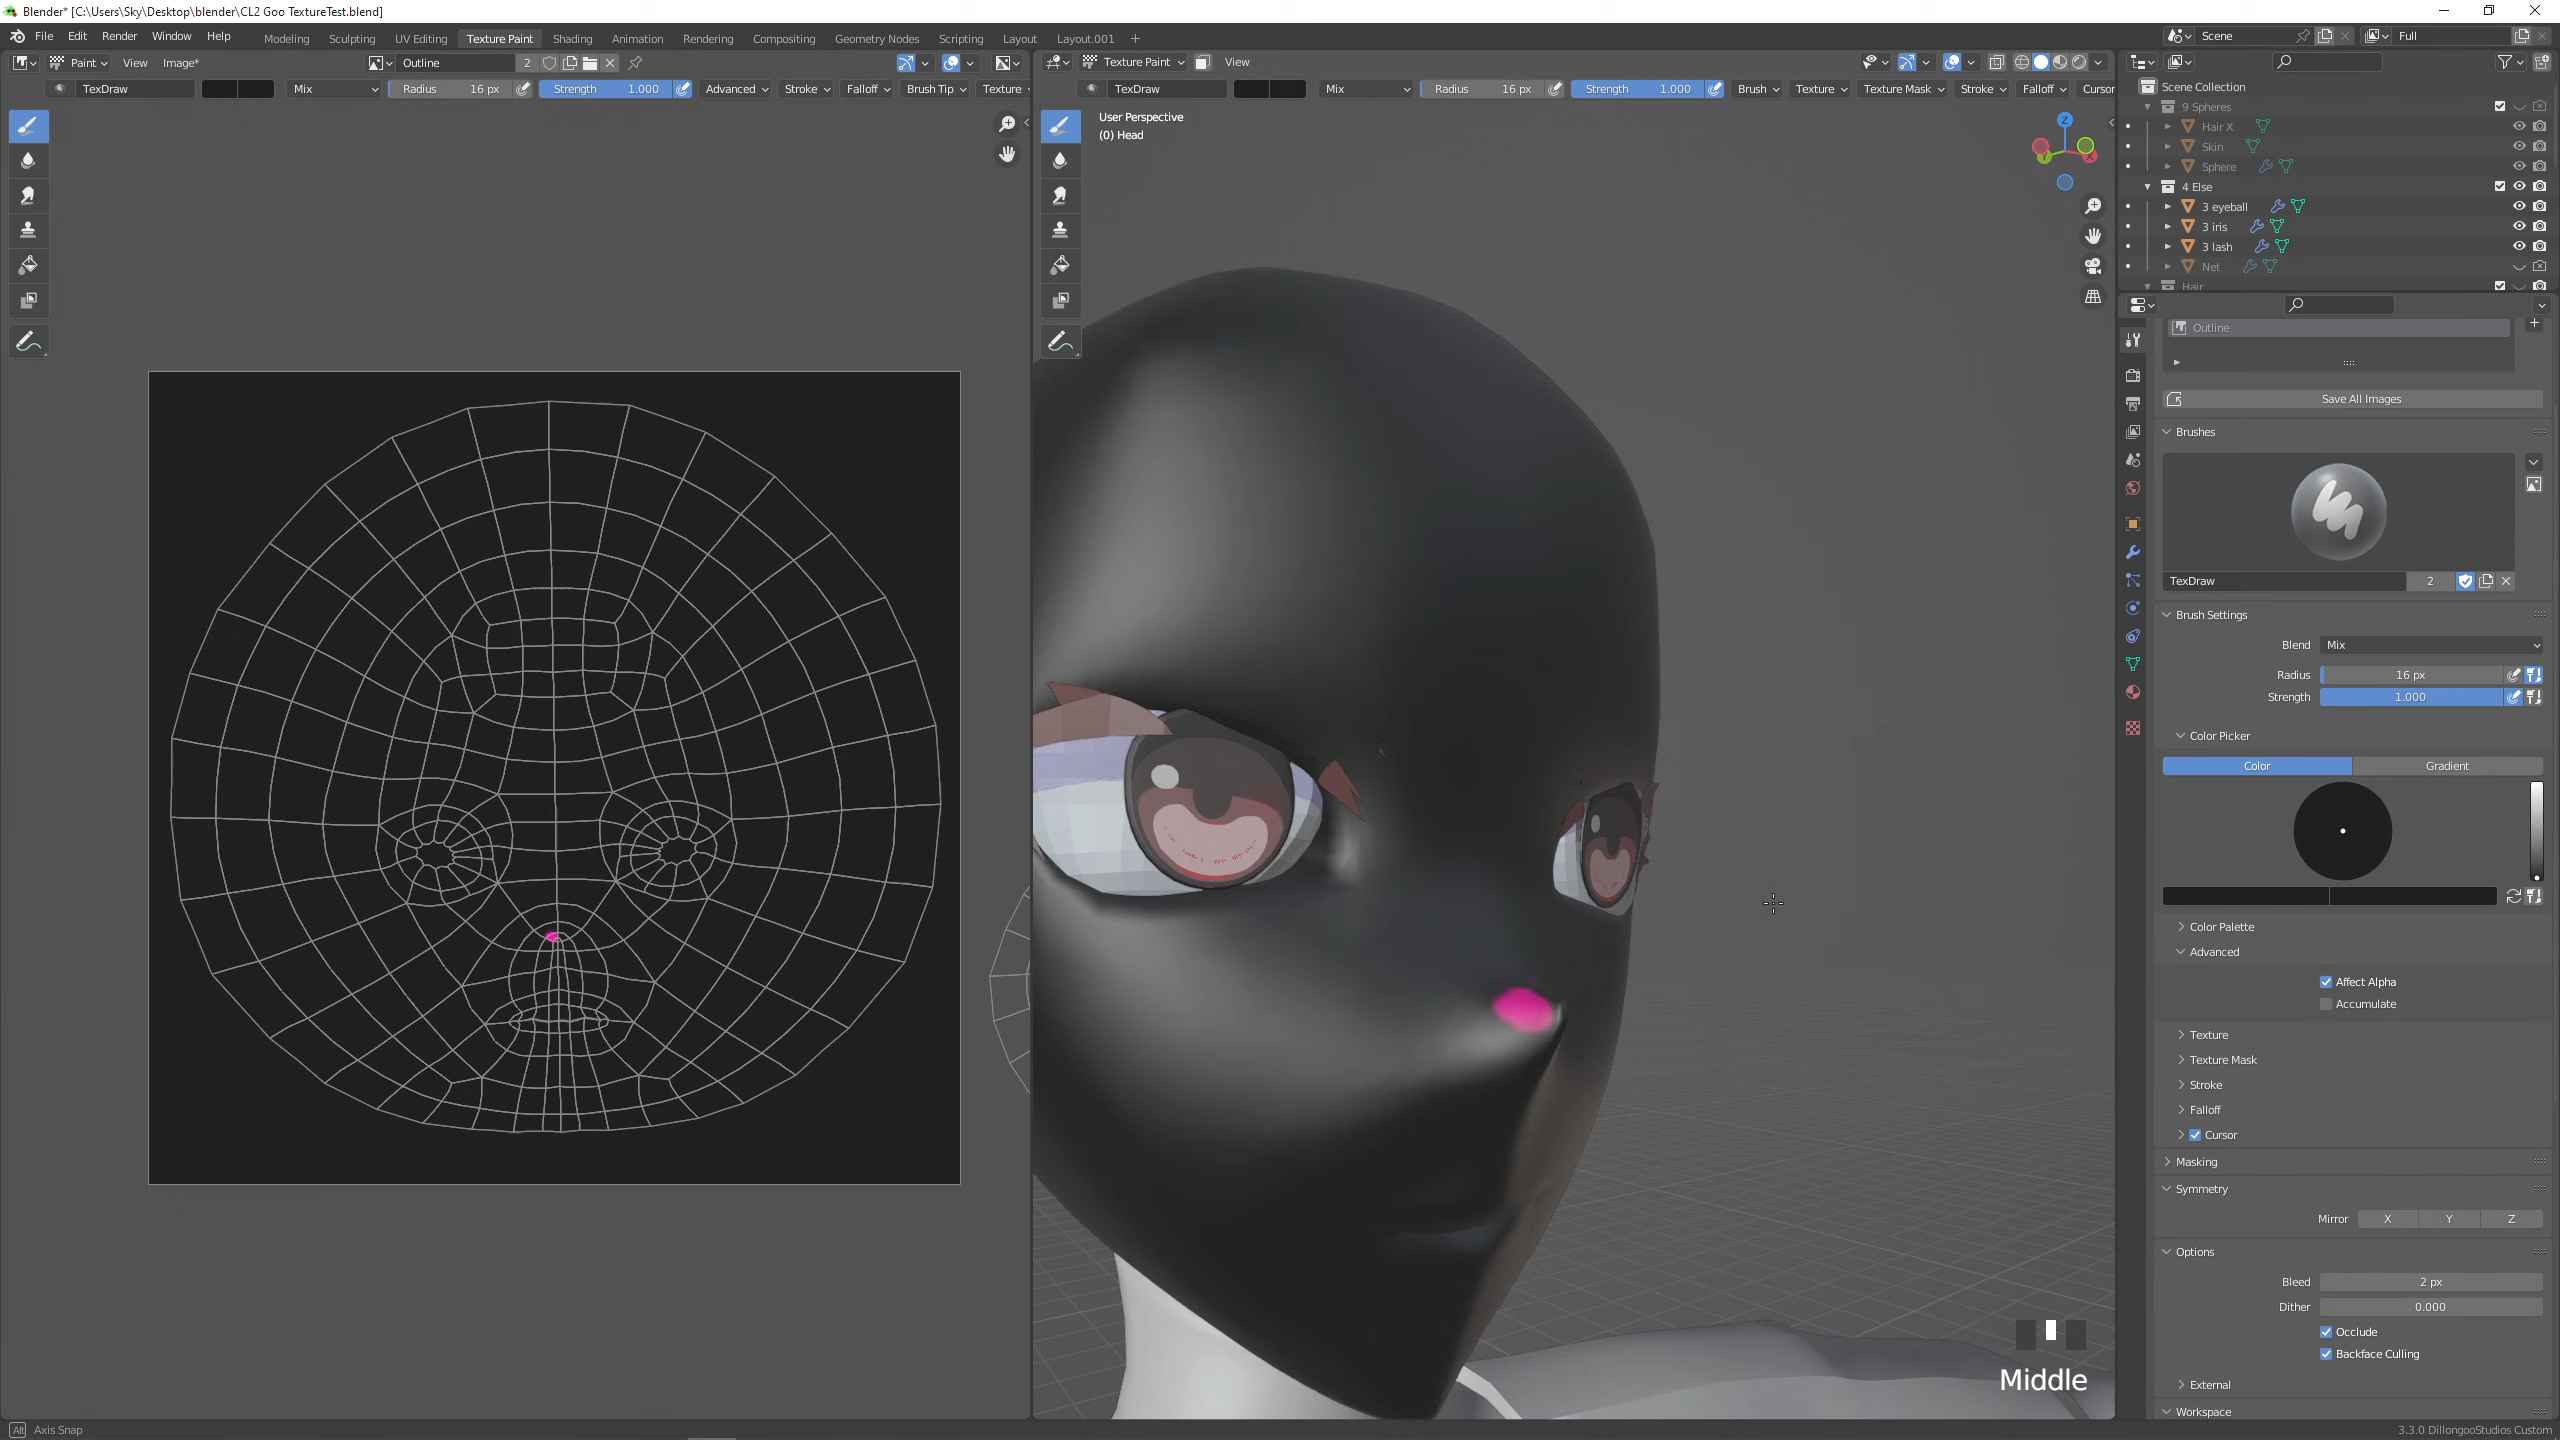 Blender* [C:\Users\Sky\Desktop\blender\CL2 Goo TextureTest.blend]
File Edit Render Window Help Modeling Sculpting UV Editing Texture Paint Shading Animation Rendering Compositing Geometry Nodes Scripting Layout Layout.001 + Scene Full
Paint View Image* Outline 2 Texture Paint View
TexDraw Mix Radius 16 px Strength 1.000 Advanced Stroke Falloff Brush Tip Texture
TexDraw Mix Radius 16 px Strength 1.000 Brush Texture Texture Mask Stroke Falloff Cursor
User Perspective
(0) Head
Z
X
Y
Scene Collection
9 Spheres
Hair X
Skin
Sphere
4 Else
3 eyeball
3 iris
3 lash
Net
Hair
Outline
Save All Images
Brushes
TexDraw 2
Brush Settings
Blend Mix
Radius 16 px
Strength 1.000
Color Picker
Color Gradient
Color Palette
Advanced
Affect Alpha
Accumulate
Texture
Texture Mask
Stroke
Falloff
Cursor
Masking
Symmetry
Mirror X Y Z
Options
Bleed 2 px
Dither 0.000
Occlude
Backface Culling
External
Workspace
Middle
Alt Axis Snap
3.3.0 DillongooStudios Custom